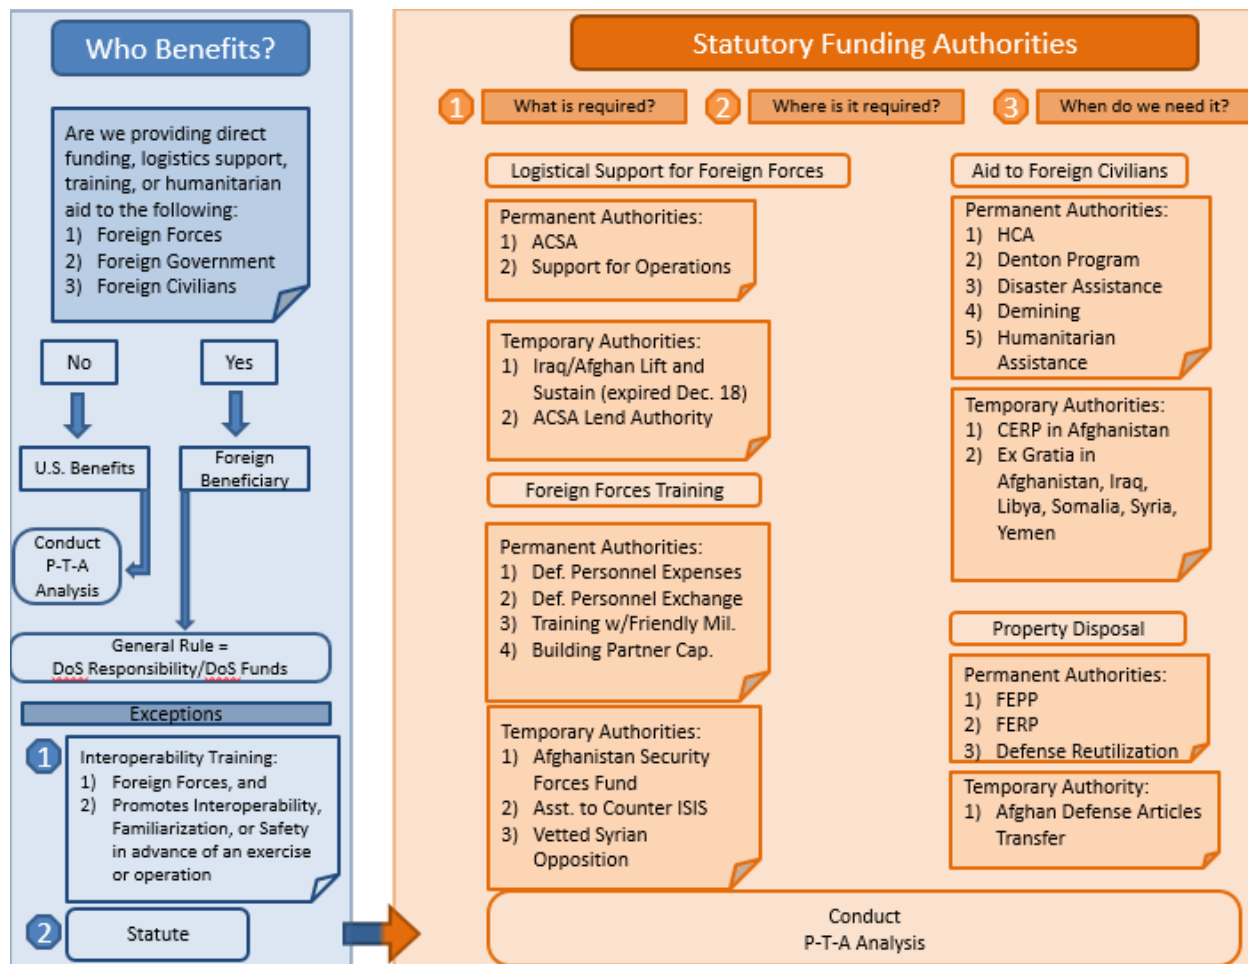 Who Benefits?
Are we providing direct
funding, logistics support,
training, or humanitarian
aid to the following:
1) Foreign Forces
2) Foreign Government
3) Foreign Civilians
No
Yes
U.S. Benefits
Foreign
Beneficiary
Conduct
P-T-A
Analysis
General Rule =
DoS Responsibility/DoS Funds
Exceptions
1
Interoperability Training:
1) Foreign Forces, and
2) Promotes Interoperability,
Familiarization, or Safety
in advance of an exercise
or operation
2
Statute
Statutory Funding Authorities
1 What is required?
2 Where is it required?
3 When do we need it?
Logistical Support for Foreign Forces
Permanent Authorities:
1) ACSA
2) Support for Operations
Temporary Authorities:
1) Iraq/Afghan Lift and
Sustain (expired Dec. 18)
2) ACSA Lend Authority
Foreign Forces Training
Permanent Authorities:
1) Def. Personnel Expenses
2) Def. Personnel Exchange
3) Training w/Friendly Mil.
4) Building Partner Cap.
Temporary Authorities:
1) Afghanistan Security
Forces Fund
2) Asst. to Counter ISIS
3) Vetted Syrian
Opposition
Aid to Foreign Civilians
Permanent Authorities:
1) HCA
2) Denton Program
3) Disaster Assistance
4) Demining
5) Humanitarian
Assistance
Temporary Authorities:
1) CERP in Afghanistan
2) Ex Gratia in
Afghanistan, Iraq,
Libya, Somalia, Syria,
Yemen
Property Disposal
Permanent Authorities:
1) FEPP
2) FERP
3) Defense Reutilization
Temporary Authority:
1) Afghan Defense Articles
Transfer
Conduct
P-T-A Analysis